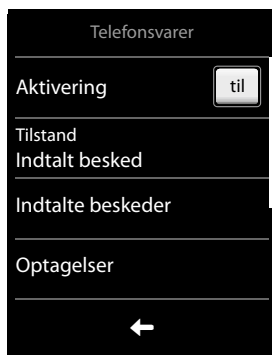 Telefonsvarer
Aktivering til
Tilstand
Indtalt besked
Indtalte beskeder
Optagelser